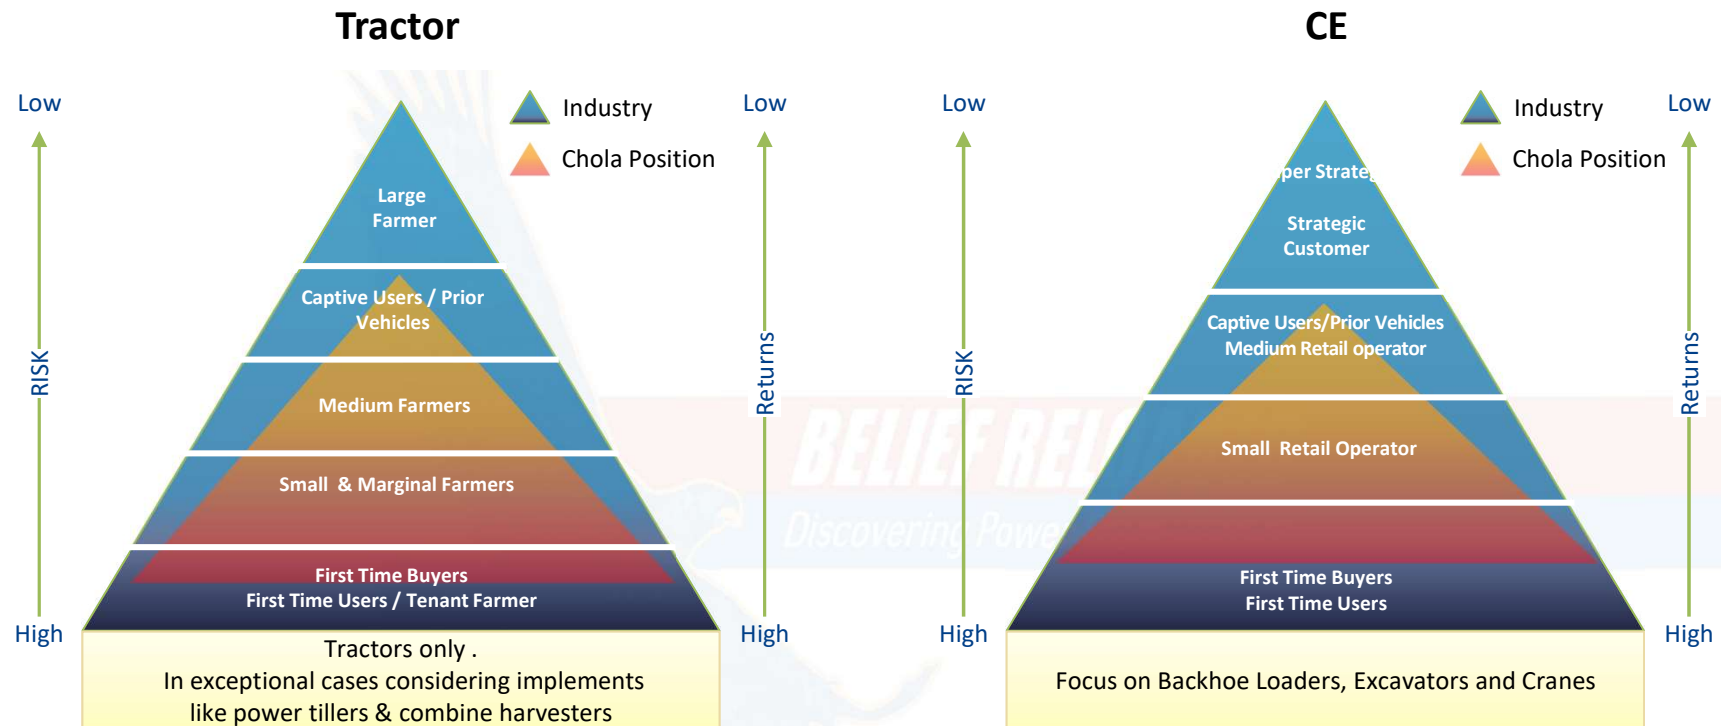 Tractor
Low
RISK
High
Industry
Chola Position
Low
Returns
High
Large
Farmer
Captive Users / Prior
Vehicles
Medium Farmers
Small & Marginal Farmers
First Time Buyers
First Time Users / Tenant Farmer
Tractors only .
In exceptional cases considering implements
like power tillers & combine harvesters
CE
Low
RISK
High
Industry
Chola Position
Low
Returns
High
Strategic
Customer
Captive Users/Prior Vehicles
Medium Retail operator
Small Retail Operator
First Time Buyers
First Time Users
Focus on Backhoe Loaders, Excavators and Cranes
BELIEF
Discovering